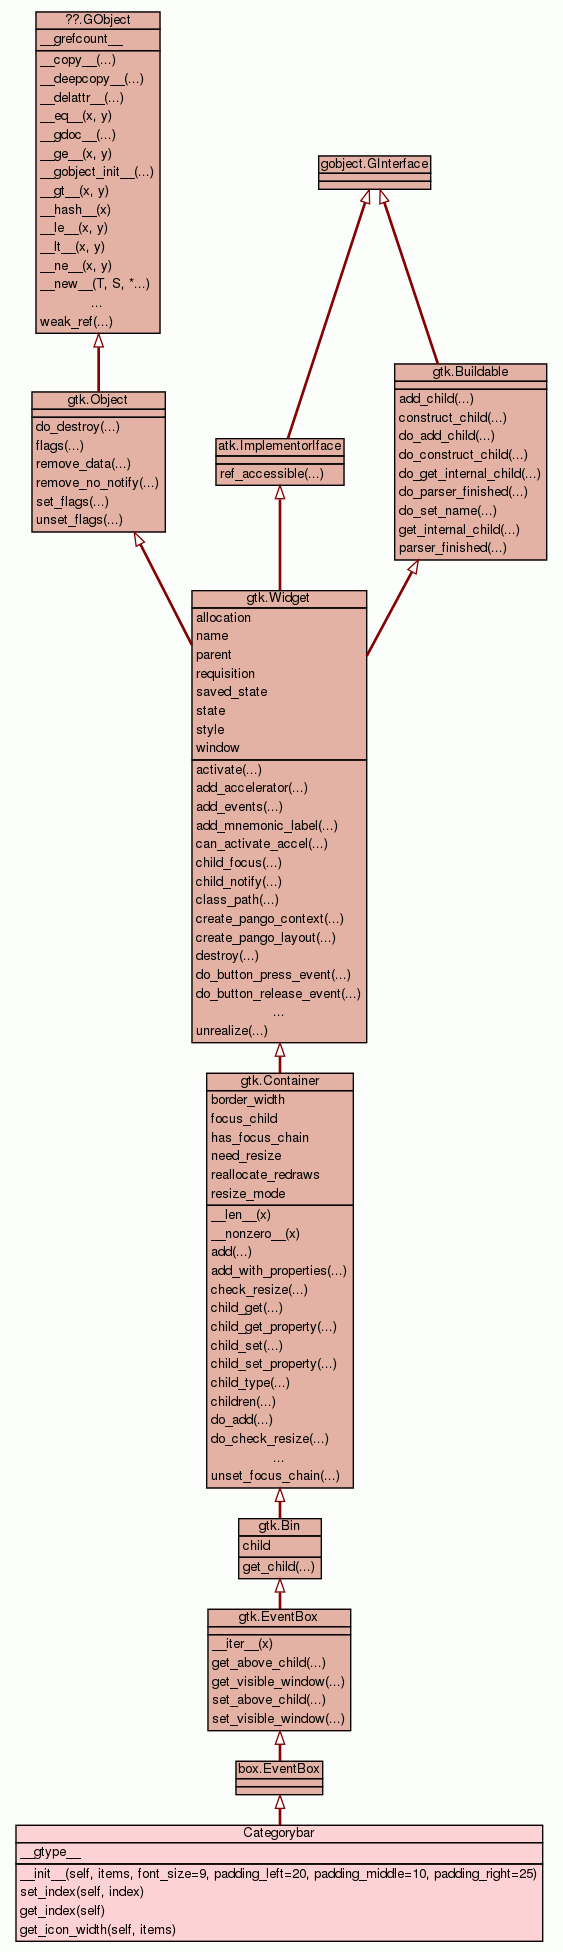 ??.GObject
__grefcount__
__copy__(...)
__deepcopy__(...)
__delattr__(...)
__eq__(x, y)
__gdoc__(...)
__ge__(x, y)
__gobject_init__(...)
__gt__(x, y)
__hash__(x)
__le__(x, y)
__lt__(x, y)
__ne__(x, y)
__new__(T, S, *...)
...
weak_ref(...)
gobject.GInterface
gtk.Object
do_destroy(...)
flags(...)
remove_data(...)
remove_no_notify(...)
set_flags(...)
unset_flags(...)
atk.ImplementorIface
ref_accessible(...)
gtk.Buildable
add_child(...)
construct_child(...)
do_add_child(...)
do_construct_child(...)
do_get_internal_child(...)
do_parser_finished(...)
do_set_name(...)
get_internal_child(...)
parser_finished(...)
gtk.Widget
allocation
name
parent
requisition
saved_state
state
style
window
activate(...)
add_accelerator(...)
add_events(...)
add_mnemonic_label(...)
can_activate_accel(...)
child_focus(...)
child_notify(...)
class_path(...)
create_pango_context(...)
create_pango_layout(...)
destroy(...)
do_button_press_event(...)
do_button_release_event(...)
...
unrealize(...)
gtk.Container
border_width
focus_child
has_focus_chain
need_resize
reallocate_redraws
resize_mode
__len__(x)
__nonzero__(x)
add(...)
add_with_properties(...)
check_resize(...)
child_get(...)
child_get_property(...)
child_set(...)
child_set_property(...)
child_type(...)
children(...)
do_add(...)
do_check_resize(...)
...
unset_focus_chain(...)
gtk.Bin
child
get_child(...)
gtk.EventBox
__iter__(x)
get_above_child(...)
get_visible_window(...)
set_above_child(...)
set_visible_window(...)
box.EventBox
Categorybar
__gtype__
__init__(self, items, font_size=9, padding_left=20, padding_middle=10, padding_right=25)
set_index(self, index)
get_index(self)
get_icon_width(self, items)